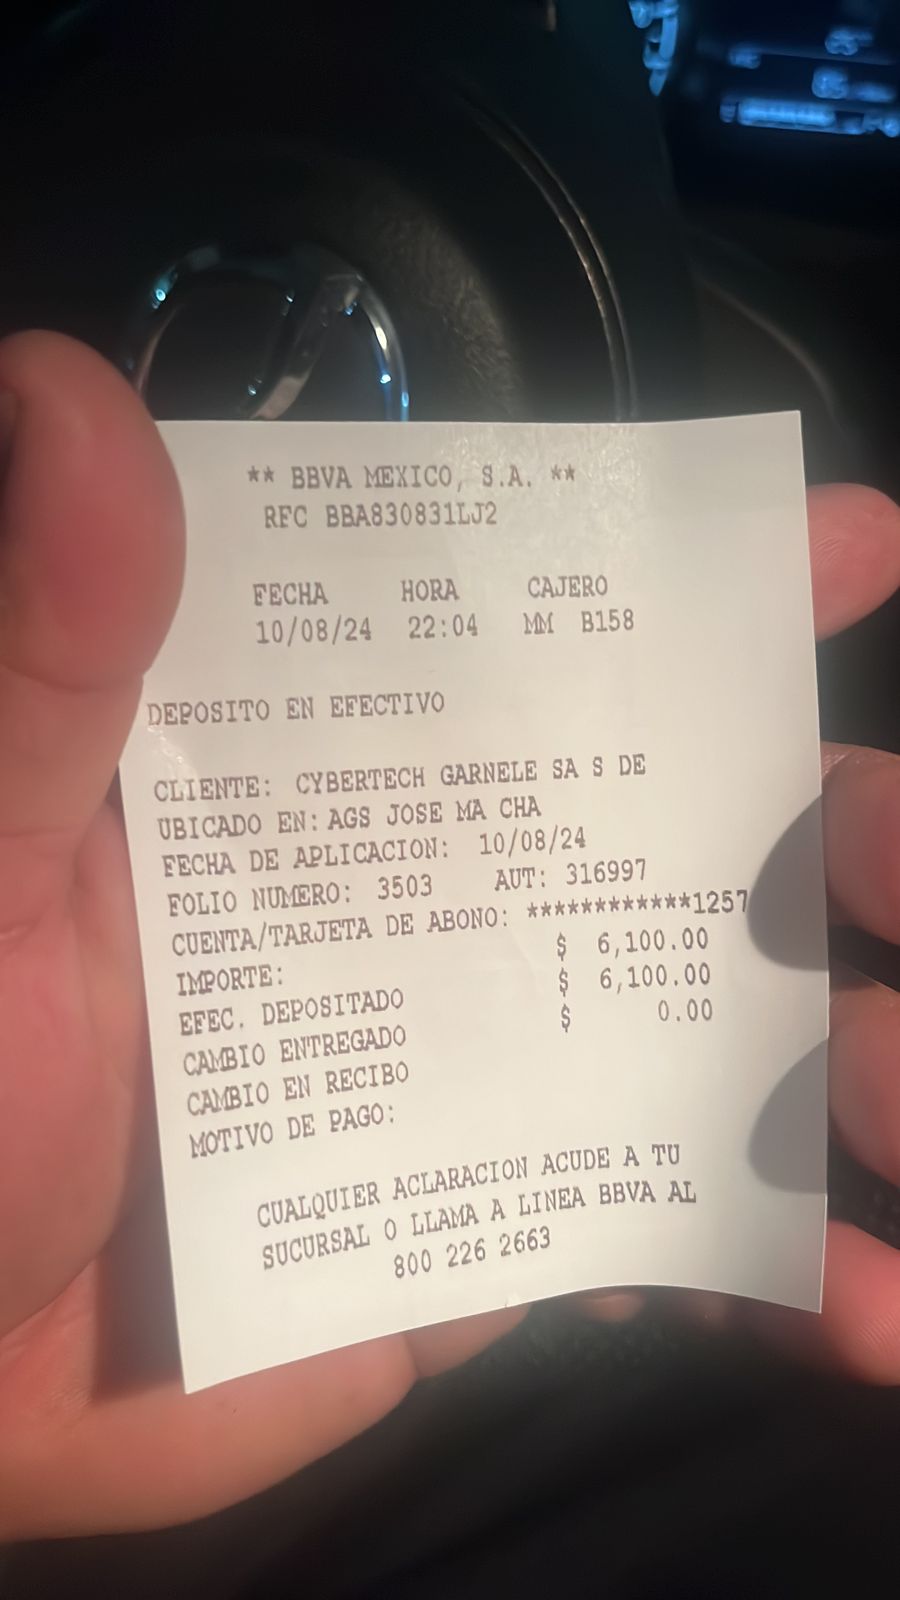 ** BBVA MEXICO, S.A. **
RFC BBA830831LJ2
FECHA HORA CAJERO
10/08/24 22:04 MM B158
DEPOSITO EN EFECTIVO
CLIENTE: CYBERTECH GARNELE SA S DE
UBICADO EN: AGS JOSE MA CHA
FECHA DE APLICACION: 10/08/24
FOLIO NUMERO: 3503 AUT: 316997
CUENTA/TARJETA DE ABONO: ************1257
IMPORTE: $ 6,100.00
EFEC. DEPOSITADO $ 6,100.00
CAMBIO ENTREGADO $ 0.00
CAMBIO EN RECIBO
MOTIVO DE PAGO:
CUALQUIER ACLARACION ACUDE A TU
SUCURSAL O LLAMA A LINEA BBVA AL
800 226 2663